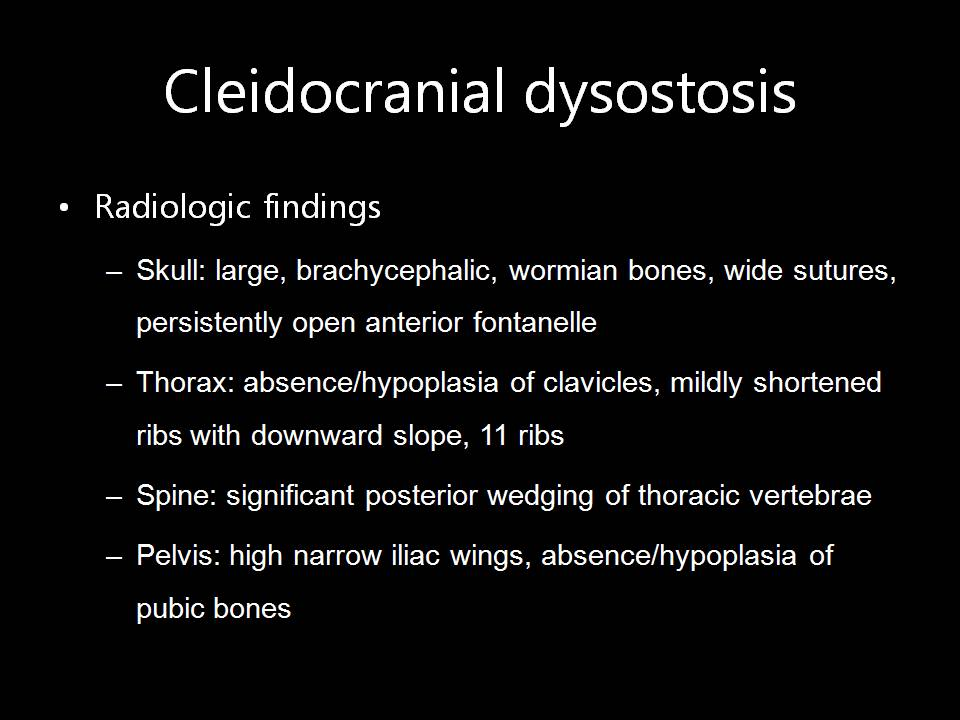 Cleidocranial dysostosis
• Radiologic findings
– Skull: large, brachycephalic, wormian bones, wide sutures,
persistently open anterior fontanelle
– Thorax: absence/hypoplasia of clavicles, mildly shortened
ribs with downward slope, 11 ribs
– Spine: significant posterior wedging of thoracic vertebrae
– Pelvis: high narrow iliac wings, absence/hypoplasia of
pubic bones